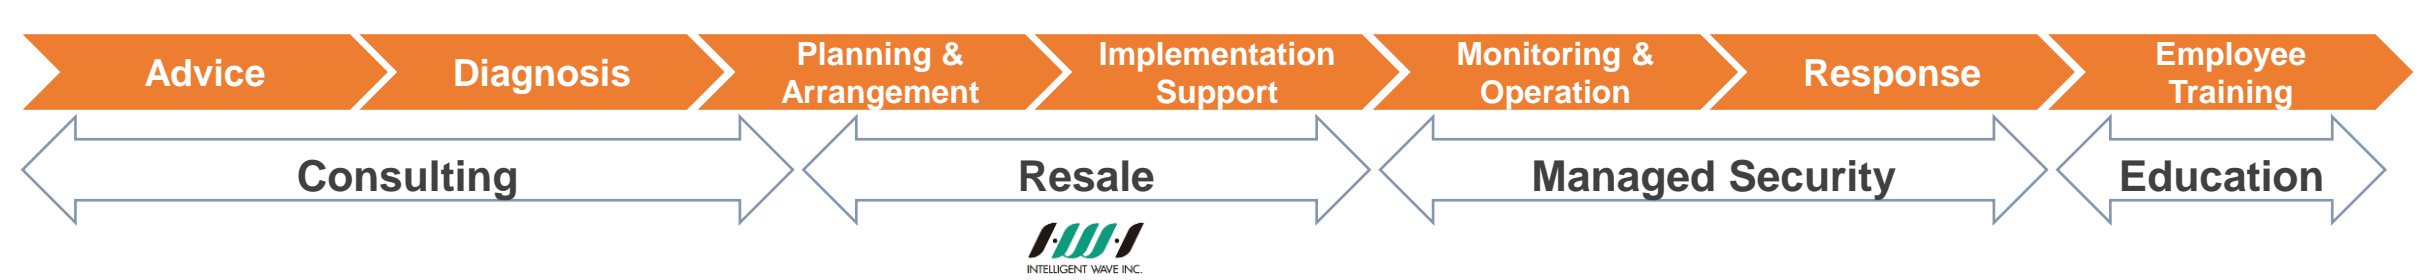 Advice
Diagnosis
Planning &
Arrangement
Implementation
Support
Monitoring &
Operation
Response
Employee
Training
Consulting
Resale
Managed Security
Education
I·W·I
INTELLIGENT WAVE INC.